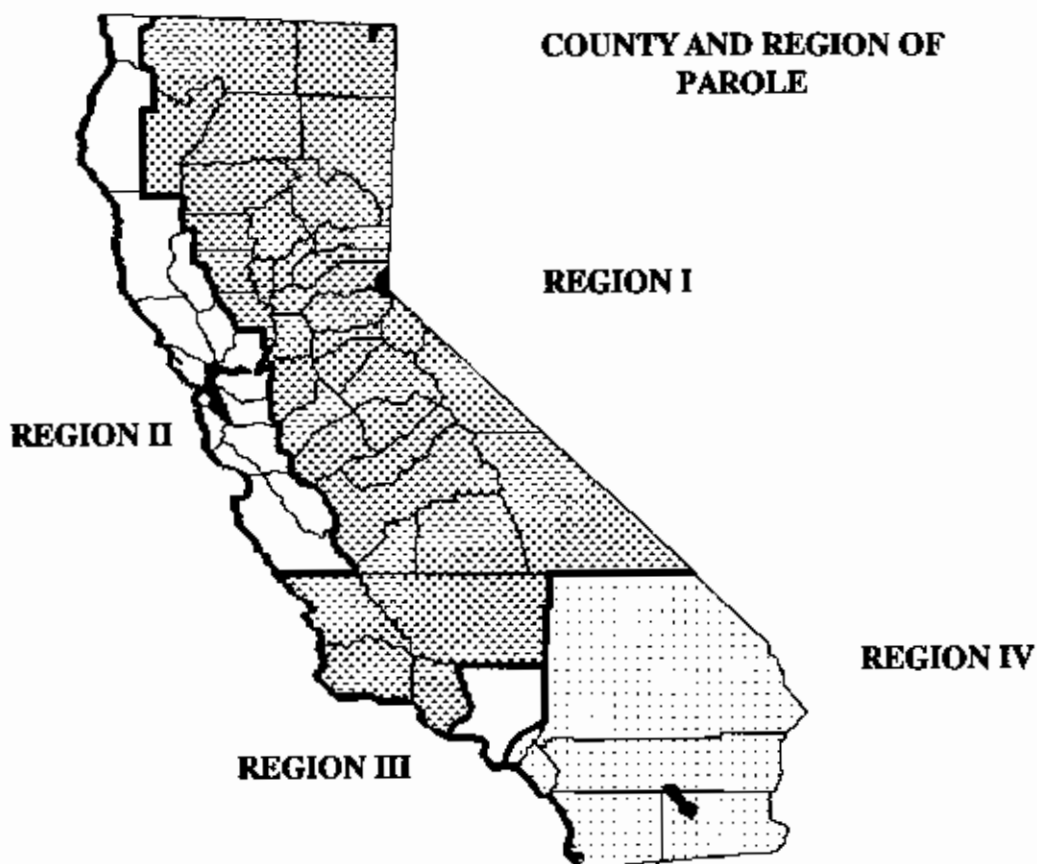 COUNTY AND REGION OF
PAROLE
REGION I
REGION II
REGION IV
REGION III